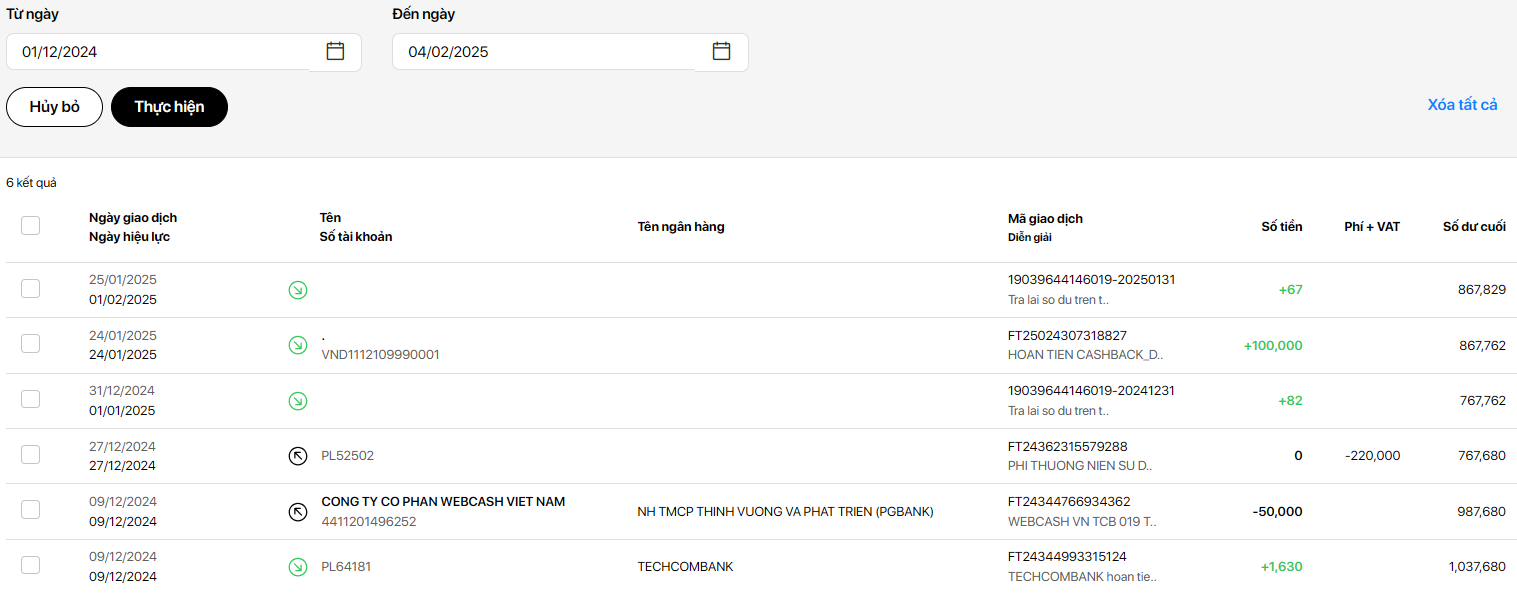 Từ ngày
Đến ngày
01/12/2024
04/02/2025
Hủy bỏ
Thực hiện
Xóa tất cả
6 kết quả
Ngày giao dịch
Ngày hiệu lực
Tên
Số tài khoản
Tên ngân hàng
Mã giao dịch
Diễn giải
Số tiền
Phí + VAT
Số dư cuối
25/01/2025
01/02/2025
19039644146019-20250131
Tra lai so du tren t..
+67
867,829
24/01/2025
24/01/2025
.
VND1112109990001
FT25024307318827
HOAN TIEN CASHBACK_D..
+100,000
867,762
31/12/2024
01/01/2025
19039644146019-20241231
Tra lai so du tren t..
+82
767,762
27/12/2024
27/12/2024
PL52502
FT24362315579288
PHI THUONG NIEN SU D..
0
-220,000
767,680
09/12/2024
09/12/2024
CONG TY CO PHAN WEBCASH VIET NAM
4411201496252
NH TMCP THINH VUONG VA PHAT TRIEN (PGBANK)
FT24344766934362
WEBCASH VN TCB 019 T..
-50,000
987,680
09/12/2024
09/12/2024
PL64181
TECHCOMBANK
FT24344993315124
TECHCOMBANK hoan tie..
+1,630
1,037,680